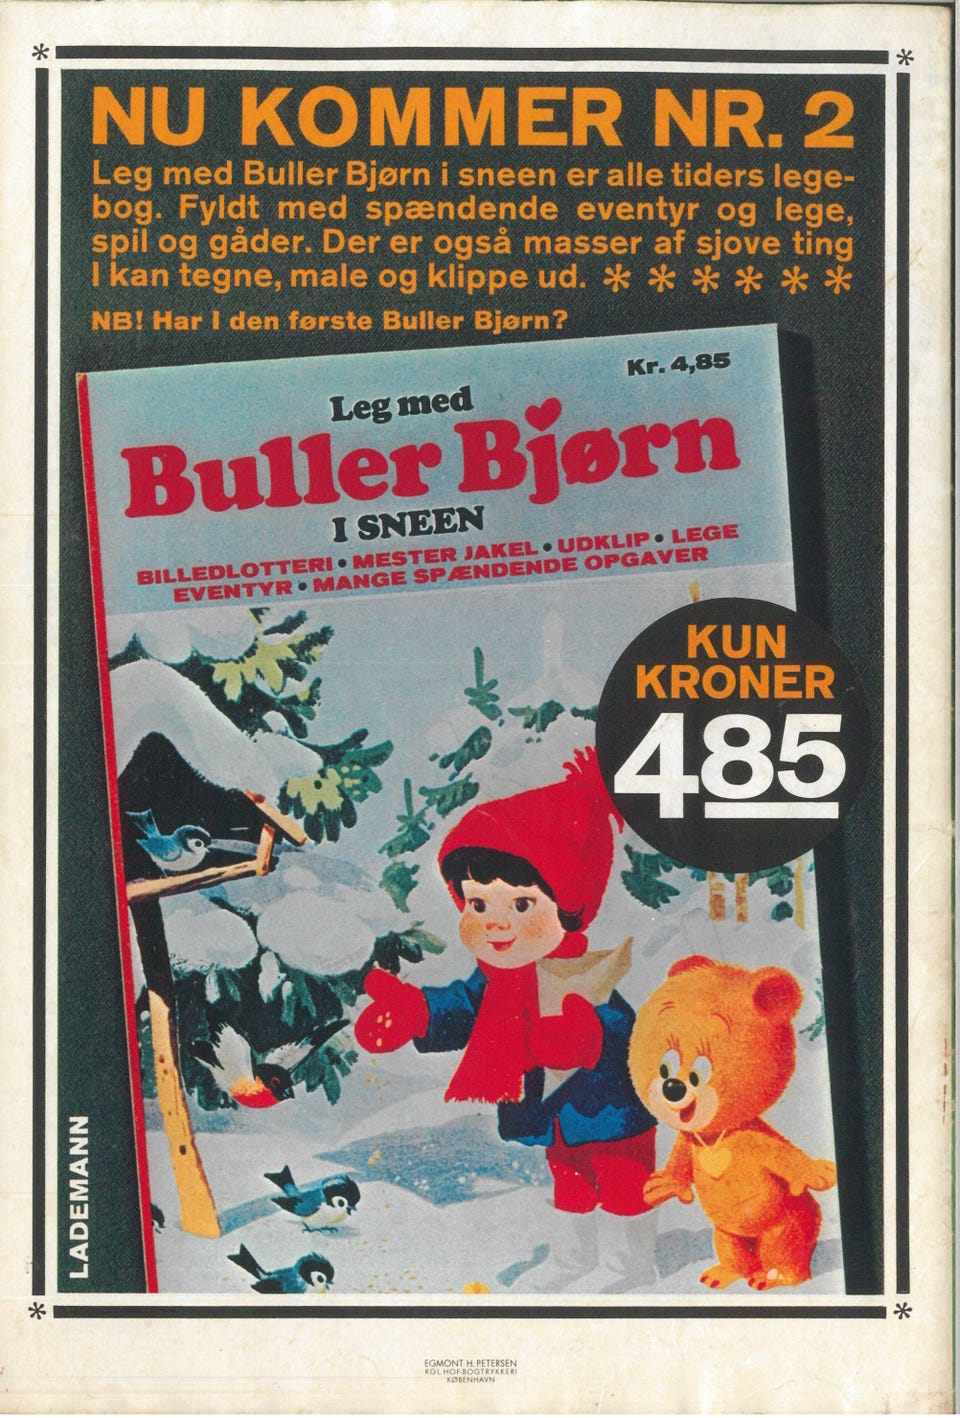 NU KOMMER NR. 2
Leg med Buller Bjørn i sneen er alle tiders lege-
bog. Fyldt med spændende eventyr og lege,
spil og gåder. Der er også masser af sjove ting
I kan tegne, male og klippe ud. * * * * * *
NB! Har I den første Buller Bjørn?
Kr. 4,85
Leg med
Buller Bjørn
I SNEEN
BILLEDLOTTERI • MESTER JAKEL • UDKLIP • LEGE
EVENTYR • MANGE SPÆNDENDE OPGAVER
KUN
KRONER
485
LADEMANN
EGMONT H. PETERSEN
KGL. HOF-BOGTRYKKERI
KØBENHAVN